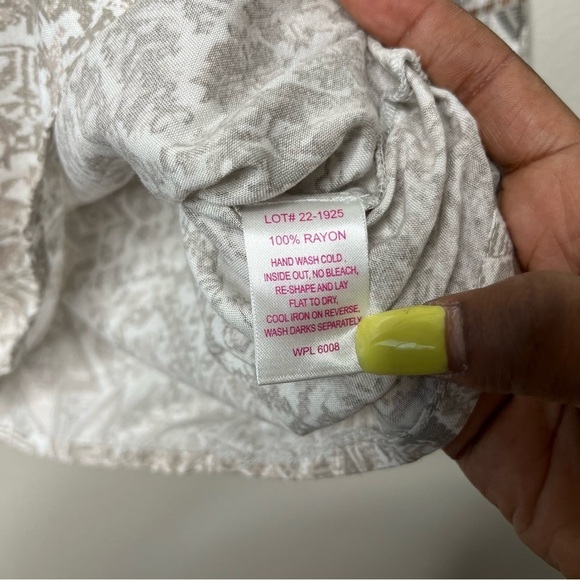 LOT# 22-1925
100% RAYON
HAND WASH COLD ,
INSIDE OUT, NO BLEACH,
RE-SHAPE AND LAY
FLAT TO DRY,
COOL IRON ON REVERSE,
WASH DARKS SEPARATELY
WPL 6008